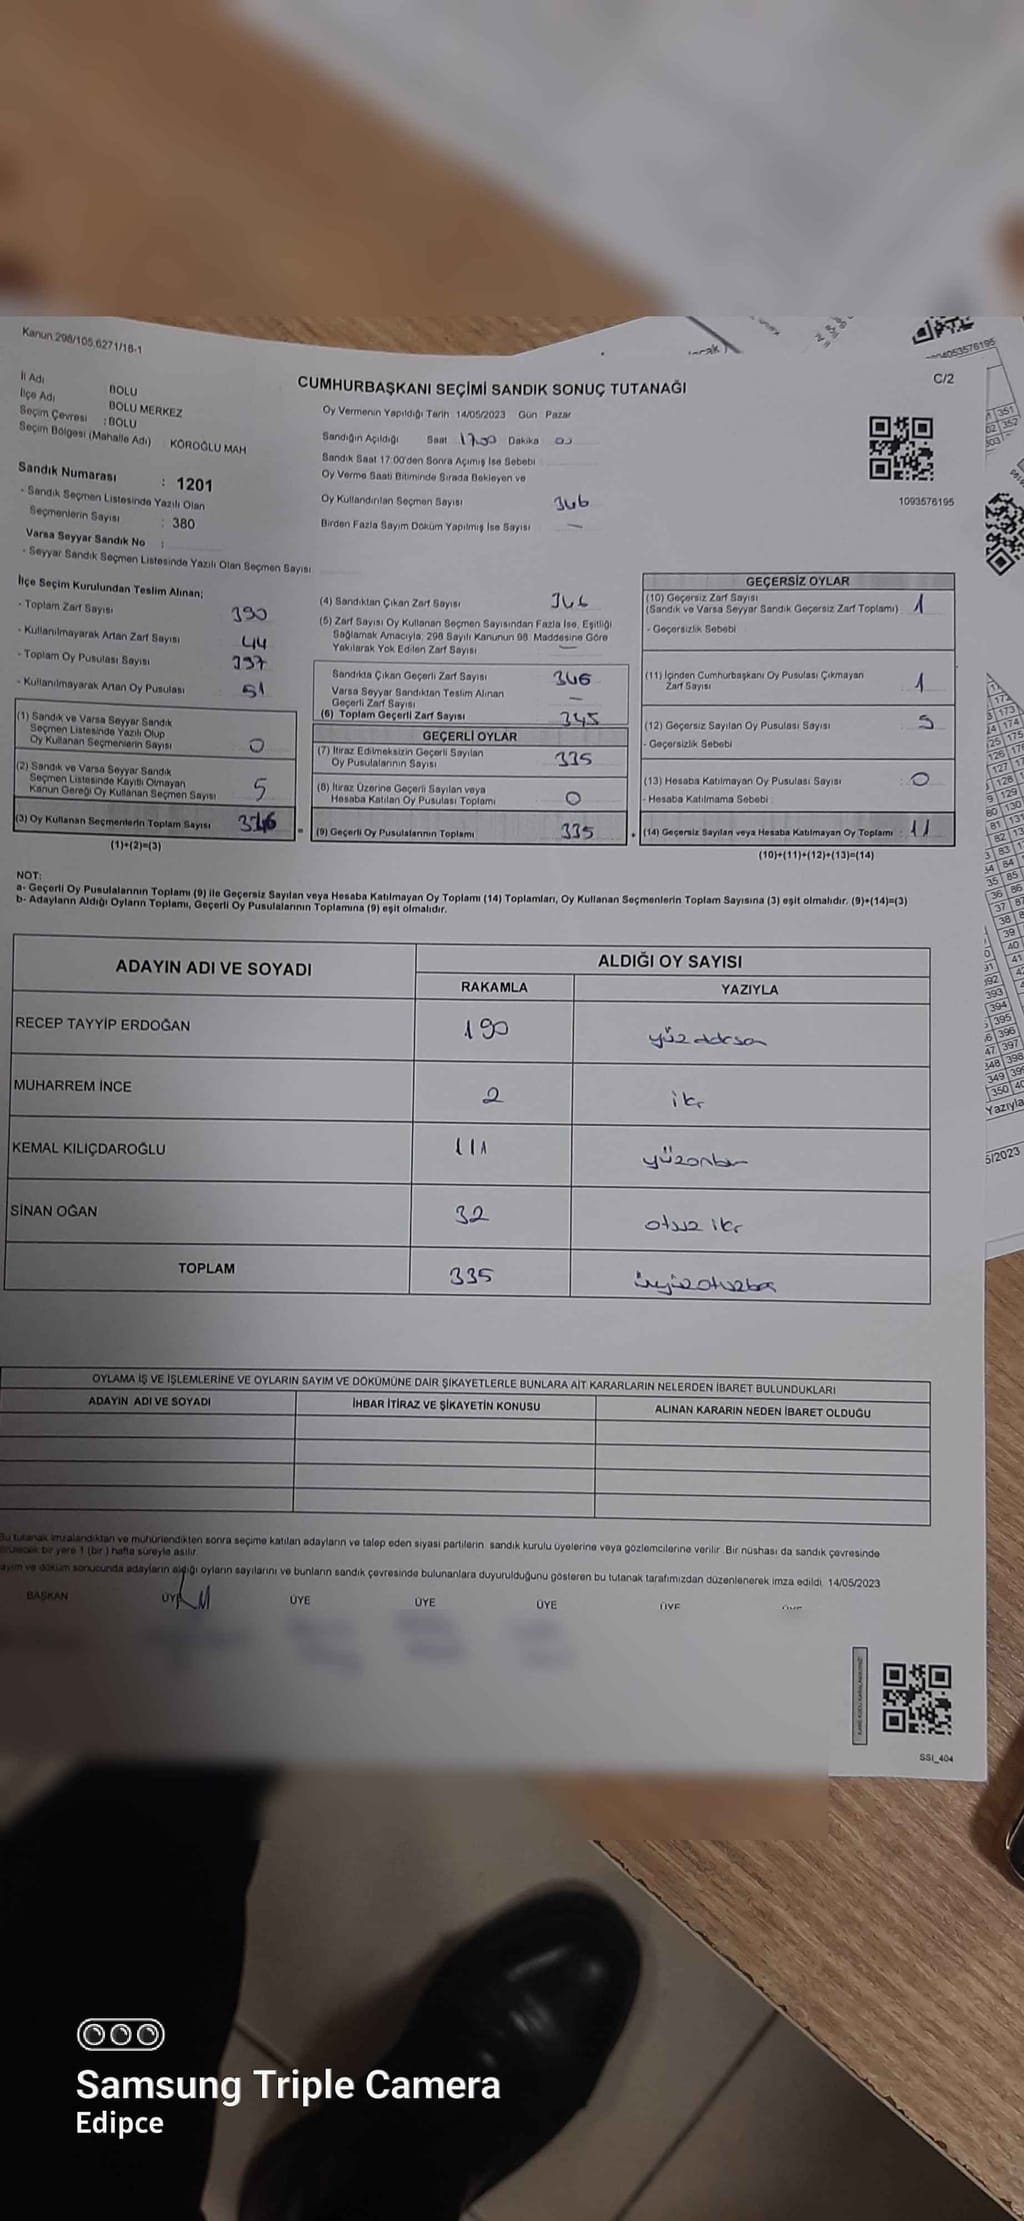 Kanun 298/105,6271/18-1
CUMHURBAŞKANI SEÇİMİ SANDIK SONUÇ TUTANAĞI
C/2
İl Adı : BOLU
İlçe Adı : BOLU MERKEZ
Seçim Çevresi : BOLU
Seçim Bölgesi (Mahalle Adı) : KÖROĞLU MAH
Sandık Numarası : 1201
- Sandık Seçmen Listesinde Yazılı Olan
Seçmenlerin Sayısı : 380
Varsa Seyyar Sandık No :
- Seyyar Sandık Seçmen Listesinde Yazılı Olan Seçmen Sayısı
Oy Vermenin Yapıldığı Tarih 14/05/2023 Gün : Pazar
Sandığın Açıldığı Saat 17:00 Dakika 00
Sandık Saat 17:00'den Sonra Açımış İse Sebebi
Oy Verme Saati Bitiminde Sırada Bekleyen ve
Oy Kullandırılan Seçmen Sayısı 346
Birden Fazla Sayım Döküm Yapılmış İse Sayısı —
1093576195
İlçe Seçim Kurulundan Teslim Alınan;
- Toplam Zarf Sayısı 390
- Kullanılmayarak Artan Zarf Sayısı 44
- Toplam Oy Pusulası Sayısı 397
- Kullanılmayarak Artan Oy Pusulası 51
(1) Sandık ve Varsa Seyyar Sandık
Seçmen Listesinde Yazılı Olup
Oy Kullanan Seçmenlerin Sayısı 0
(2) Sandık ve Varsa Seyyar Sandık
Seçmen Listesinde Kayıtlı Olmayan
Kanun Gereği Oy Kullanan Seçmen Sayısı 5
(3) Oy Kullanan Seçmenlerin Toplam Sayısı 346
(1)+(2)=(3)
(4) Sandıktan Çıkan Zarf Sayısı 346
(5) Zarf Sayısı Oy Kullanan Seçmen Sayısından Fazla İse, Eşitliği
Sağlamak Amacıyla, 298 Sayılı Kanunun 98. Maddesine Göre
Yakılarak Yok Edilen Zarf Sayısı —
Sandıkta Çıkan Geçerli Zarf Sayısı 346
Varsa Seyyar Sandıktan Teslim Alınan
Geçerli Zarf Sayısı —
(6) Toplam Geçerli Zarf Sayısı 345
GEÇERLİ OYLAR
(7) İtiraz Edilmeksizin Geçerli Sayılan
Oy Pusulalarının Sayısı 335
(8) İtiraz Üzerine Geçerli Sayılan veya
Hesaba Katılan Oy Pusulası Toplamı 0
(9) Geçerli Oy Pusulalarının Toplamı 335
GEÇERSİZ OYLAR
(10) Geçersiz Zarf Sayısı
(Sandık ve Varsa Seyyar Sandık Geçersiz Zarf Toplamı) 1
- Geçersizlik Sebebi
(11) İçinden Cumhurbaşkanı Oy Pusulası Çıkmayan
Zarf Sayısı 1
(12) Geçersiz Sayılan Oy Pusulası Sayısı 9
- Geçersizlik Sebebi
(13) Hesaba Katılmayan Oy Pusulası Sayısı 0
- Hesaba Katılmama Sebebi
(14) Geçersiz Sayılan veya Hesaba Katılmayan Oy Toplamı : 11
(10)+(11)+(12)+(13)=(14)
NOT:
a- Geçerli Oy Pusulalarının Toplamı (9) ile Geçersiz Sayılan veya Hesaba Katılmayan Oy Toplamı (14) Toplamları, Oy Kullanan Seçmenlerin Toplam Sayısına (3) eşit olmalıdır. (9)+(14)=(3)
b- Adayların Aldığı Oyların Toplamı, Geçerli Oy Pusulalarının Toplamına (9) eşit olmalıdır.
ADAYIN ADI VE SOYADI
ALDIĞI OY SAYISI
RAKAMLA YAZIYLA
RECEP TAYYİP ERDOĞAN 190 yüz doksan
MUHARREM İNCE 2 iki
KEMAL KILIÇDAROĞLU 111 yüzonbir
SİNAN OĞAN 32 otuz iki
TOPLAM 335 üçyüzotuzbeş
OYLAMA İŞ VE İŞLEMLERİNE VE OYLARIN SAYIM VE DÖKÜMÜNE DAİR ŞİKAYETLERLE BUNLARA AİT KARARLARIN NELERDEN İBARET BULUNDUKLARI
ADAYIN ADI VE SOYADI İHBAR İTİRAZ VE ŞİKAYETİN KONUSU ALINAN KARARIN NEDEN İBARET OLDUĞU
Bu tutanak imzalandıktan ve mühürlendikten sonra seçime katılan adayların ve talep eden siyasi partilerin sandık kurulu üyelerine veya gözlemcilerine verilir. Bir nüshası da sandık çevresinde
bir yere 1 (bir) hafta süreyle asılır.
ve döküm sonucunda adayların aldığı oyların sayılarını ve bunların sandık çevresinde bulunanlara duyurulduğunu gösteren bu tutanak tarafımızdan düzenlenerek imza edildi. 14/05/2023
BAŞKAN ÜYE ÜYE ÜYE ÜYE ÜYE
SSI_404
Samsung Triple Camera
Edipce